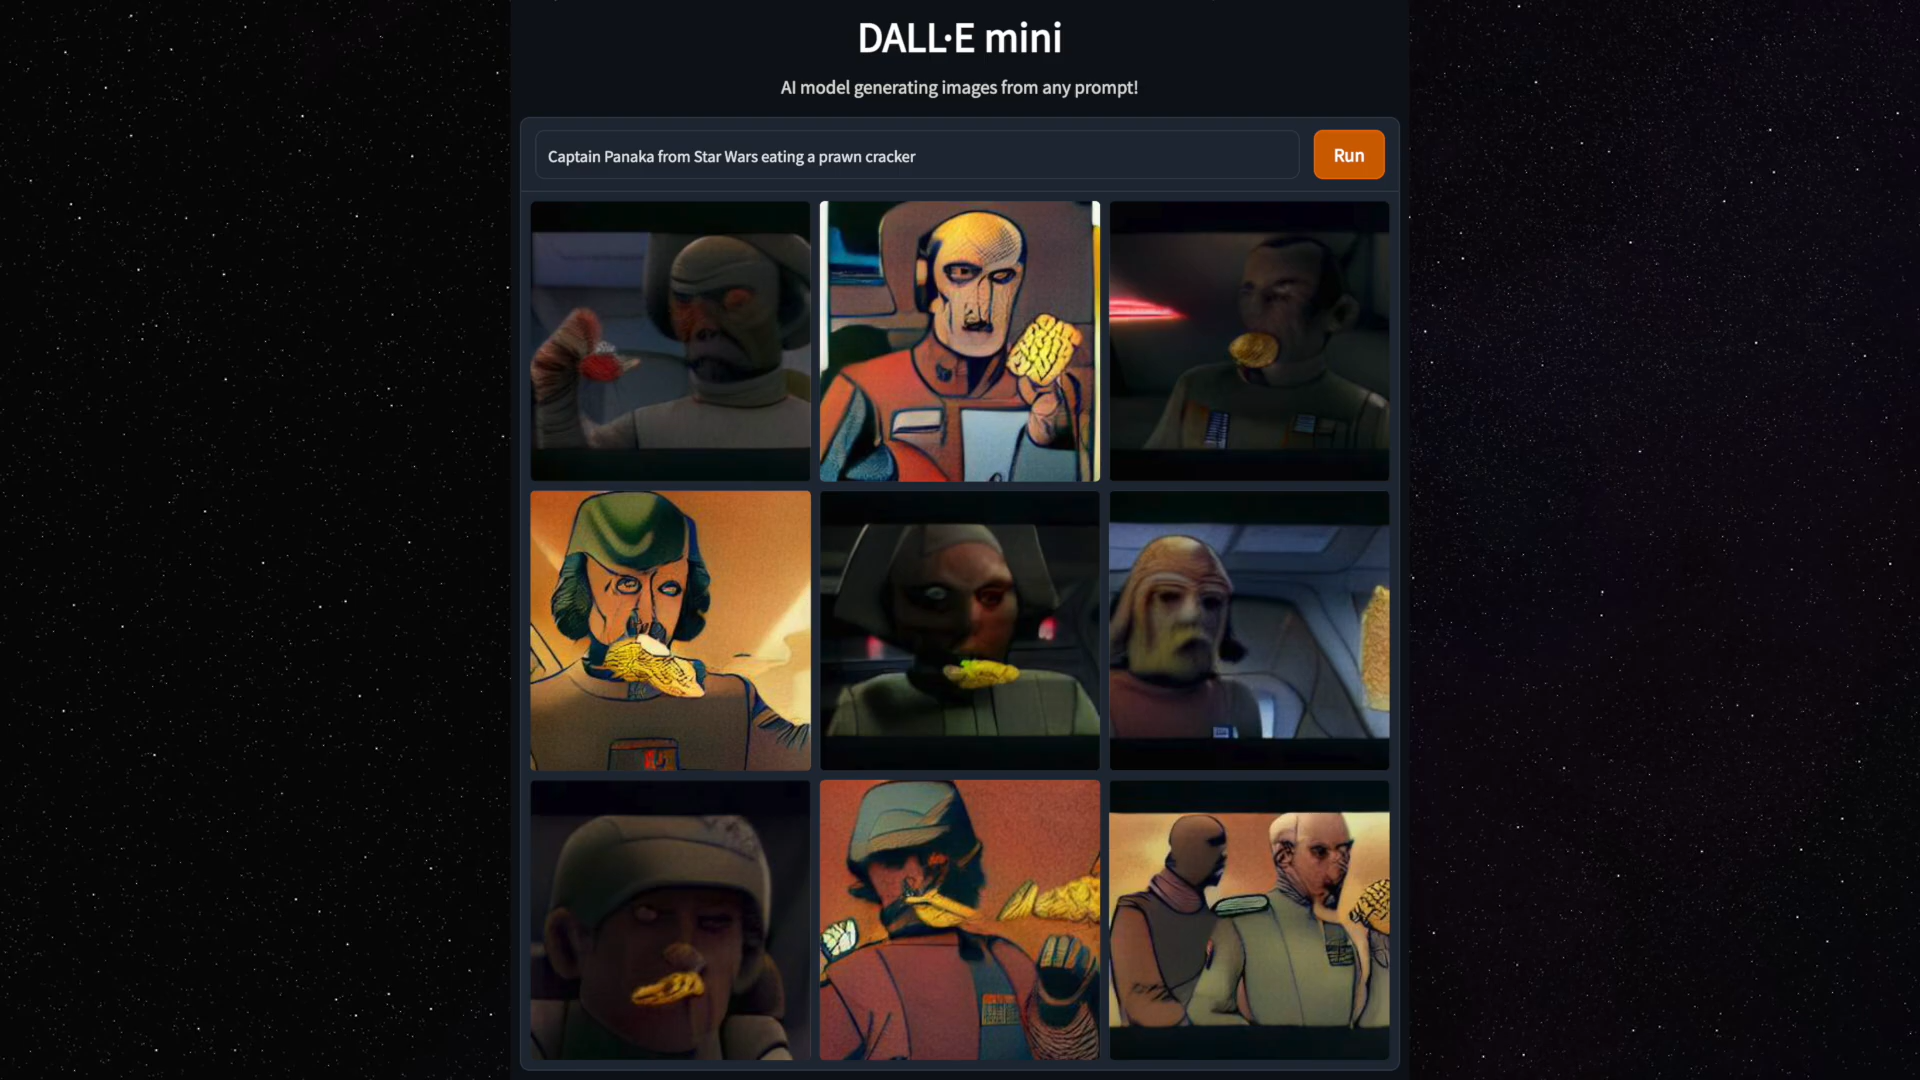 DALL·E mini
AI model generating images from any prompt!
Captain Panaka from Star Wars eating a prawn cracker
Run